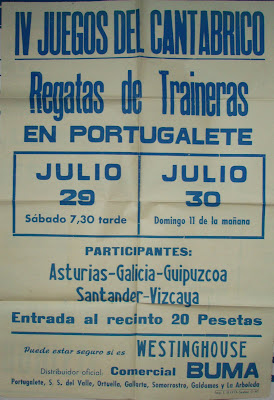 IV JUEGOS DEL CANTABRICO
Regatas de Traineras
EN PORTUGALETE
JULIO
29
Sábado 7,30 tarde
JULIO
30
Domingo 11 de la mañana
PARTICIPANTES:
Asturias-Galicia-Guipuzcoa
Santander-Vizcaya
Entrada al recinto 20 Pesetas
Puede estar seguro si es WESTINGHOUSE
Distribuidor oficial: Comercial BUMA
Portugalete, S. S. del Valle, Ortuella, Gallarta, Somorrostro, Galdames y La Arboleda